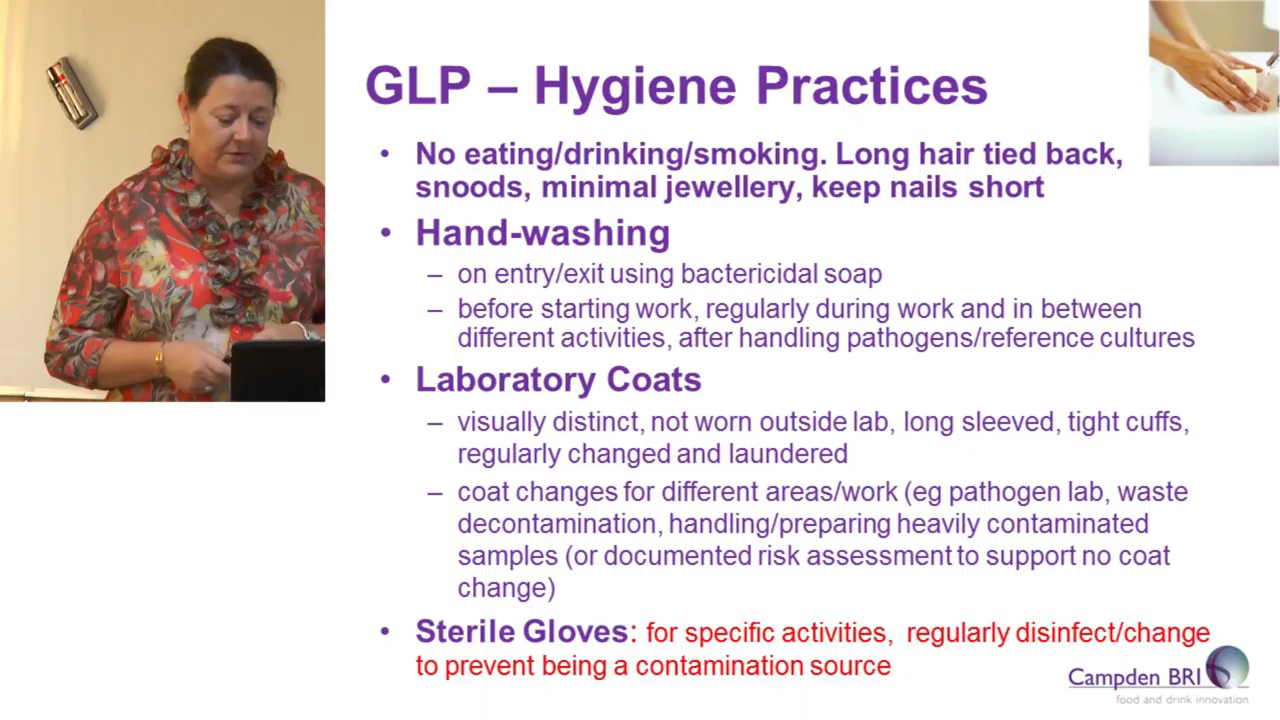 GLP – Hygiene Practices
• No eating/drinking/smoking. Long hair tied back,
snoods, minimal jewellery, keep nails short
• Hand-washing
– on entry/exit using bactericidal soap
– before starting work, regularly during work and in between
different activities, after handling pathogens/reference cultures
• Laboratory Coats
– visually distinct, not worn outside lab, long sleeved, tight cuffs,
regularly changed and laundered
– coat changes for different areas/work (eg pathogen lab, waste
decontamination, handling/preparing heavily contaminated
samples (or documented risk assessment to support no coat
change)
• Sterile Gloves: for specific activities, regularly disinfect/change
to prevent being a contamination source
Campden BRI
food and drink innovation